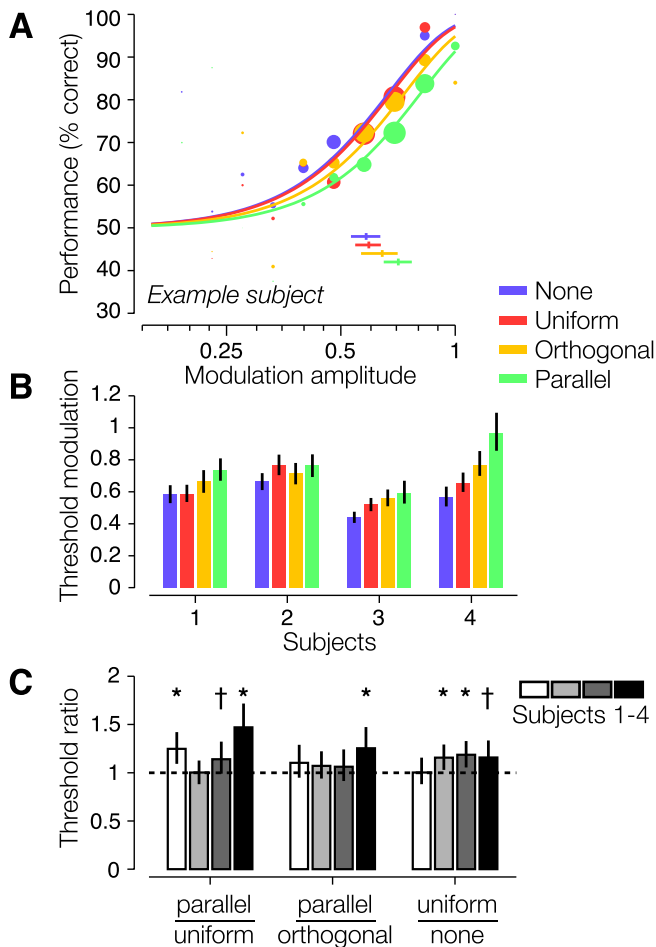 A
Performance (% correct)
100
90
80
70
60
50
40
30
Example subject
0.25
0.5
1
Modulation amplitude
None
Uniform
Orthogonal
Parallel
B
Threshold modulation
1.2
1
0.8
0.6
0.4
0.2
0
1
2
3
4
Subjects
C
Threshold ratio
2
1.5
1
0.5
0
* † *
*
* * †
Subjects 1-4
parallel
uniform
parallel
orthogonal
uniform
none